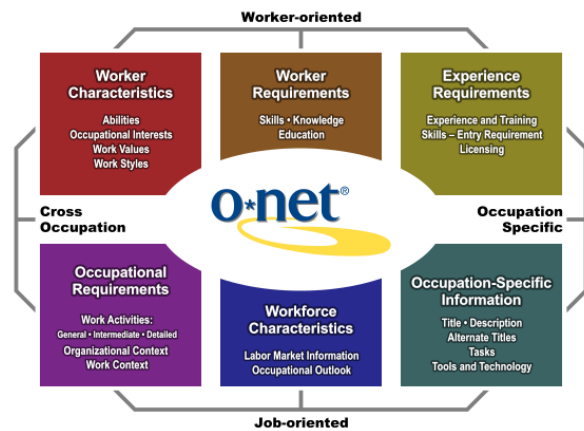 Worker-oriented
Worker
Characteristics
Abilities
Occupational Interests
Work Values
Work Styles
Worker
Requirements
Skills • Knowledge
Education
Experience
Requirements
Experience and Training
Skills – Entry Requirement
Licensing
o*net®
Cross
Occupation
Occupation
Specific
Occupational
Requirements
Work Activities:
General • Intermediate • Detailed
Organizational Context
Work Context
Workforce
Characteristics
Labor Market Information
Occupational Outlook
Occupation-Specific
Information
Title • Description
Alternate Titles
Tasks
Tools and Technology
Job-oriented